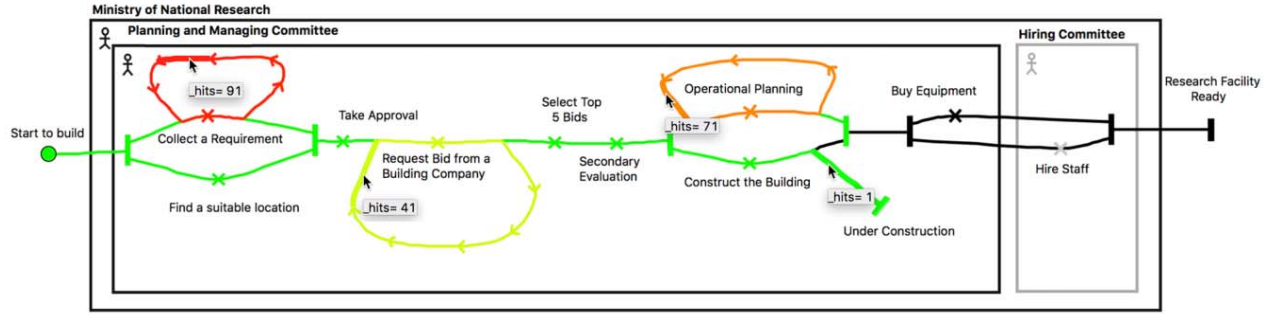 Ministry of National Research
Planning and Managing Committee
Hiring Committee
_hits= 91
Operational Planning
Buy Equipment
Research Facility
Ready
Start to build
Collect a Requirement
Take Approval
Select Top
5 Bids
_hits= 71
Request Bid from a
Building Company
Secondary
Evaluation
Construct the Building
Hire Staff
Find a suitable location
_hits= 41
_hits= 1
Under Construction